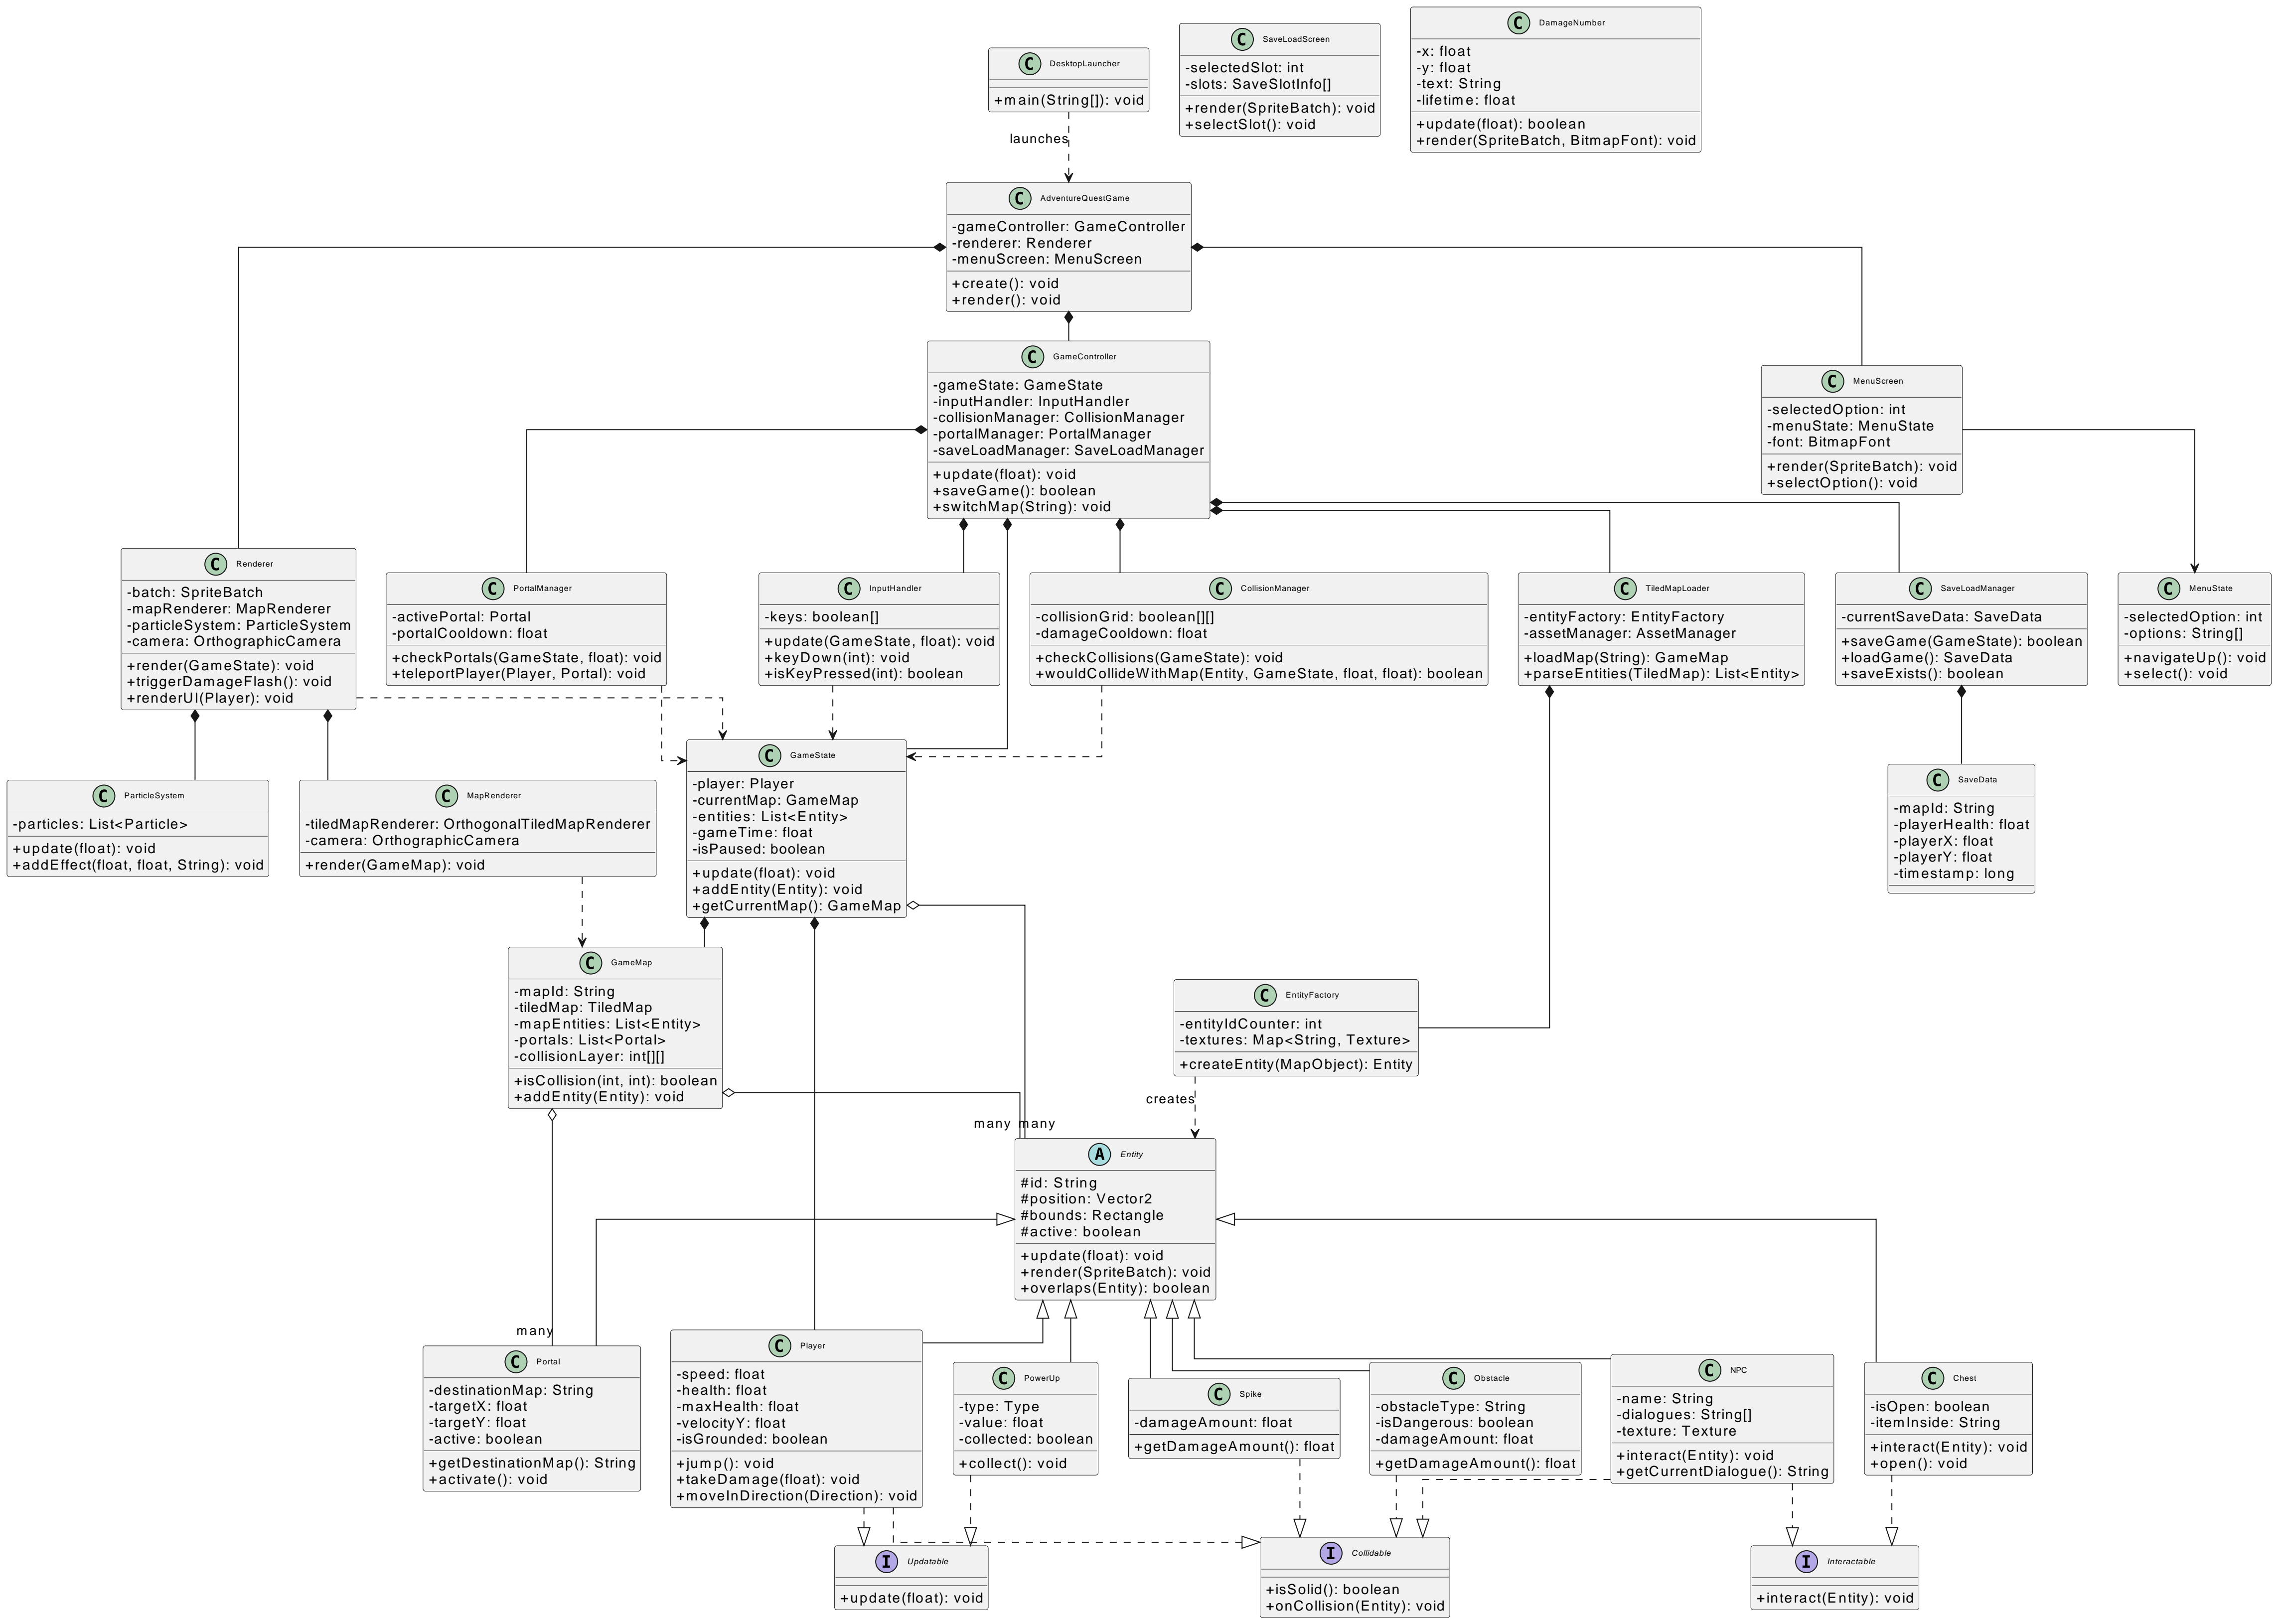 C DesktopLauncher
+main(String[]): void
C SaveLoadScreen
-selectedSlot: int
-slots: SaveSlotInfo[]
+render(SpriteBatch): void
+selectSlot(): void
C DamageNumber
-x: float
-y: float
-text: String
-lifetime: float
+update(float): boolean
+render(SpriteBatch, BitmapFont): void
launches
C AdventureQuestGame
-gameController: GameController
-renderer: Renderer
-menuScreen: MenuScreen
+create(): void
+render(): void
C GameController
-gameState: GameState
-inputHandler: InputHandler
-collisionManager: CollisionManager
-portalManager: PortalManager
-saveLoadManager: SaveLoadManager
+update(float): void
+saveGame(): boolean
+switchMap(String): void
C MenuScreen
-selectedOption: int
-menuState: MenuState
-font: BitmapFont
+render(SpriteBatch): void
+selectOption(): void
C Renderer
-batch: SpriteBatch
-mapRenderer: MapRenderer
-particleSystem: ParticleSystem
-camera: OrthographicCamera
+render(GameState): void
+triggerDamageFlash(): void
+renderUI(Player): void
C PortalManager
-activePortal: Portal
-portalCooldown: float
+checkPortals(GameState, float): void
+teleportPlayer(Player, Portal): void
C InputHandler
-keys: boolean[]
+update(GameState, float): void
+keyDown(int): void
+isKeyPressed(int): boolean
C CollisionManager
-collisionGrid: boolean[][]
-damageCooldown: float
+checkCollisions(GameState): void
+wouldCollideWithMap(Entity, GameState, float, float): boolean
C TiledMapLoader
-entityFactory: EntityFactory
-assetManager: AssetManager
+loadMap(String): GameMap
+parseEntities(TiledMap): List<Entity>
C SaveLoadManager
-currentSaveData: SaveData
+saveGame(GameState): boolean
+loadGame(): SaveData
+saveExists(): boolean
C MenuState
-selectedOption: int
-options: String[]
+navigateUp(): void
+select(): void
C ParticleSystem
-particles: List<Particle>
+update(float): void
+addEffect(float, float, String): void
C MapRenderer
-tiledMapRenderer: OrthogonalTiledMapRenderer
-camera: OrthographicCamera
+render(GameMap): void
C GameState
-player: Player
-currentMap: GameMap
-entities: List<Entity>
-gameTime: float
-isPaused: boolean
+update(float): void
+addEntity(Entity): void
+getCurrentMap(): GameMap
C SaveData
-mapId: String
-playerHealth: float
-playerX: float
-playerY: float
-timestamp: long
C GameMap
-mapId: String
-tiledMap: TiledMap
-mapEntities: List<Entity>
-portals: List<Portal>
-collisionLayer: int[][]
+isCollision(int, int): boolean
+addEntity(Entity): void
C EntityFactory
-entityIdCounter: int
-textures: Map<String, Texture>
+createEntity(MapObject): Entity
creates
many many
A Entity
#id: String
#position: Vector2
#bounds: Rectangle
#active: boolean
+update(float): void
+render(SpriteBatch): void
+overlaps(Entity): boolean
many
C Portal
-destinationMap: String
-targetX: float
-targetY: float
-active: boolean
+getDestinationMap(): String
+activate(): void
C Player
-speed: float
-health: float
-maxHealth: float
-velocityY: float
-isGrounded: boolean
+jump(): void
+takeDamage(float): void
+moveInDirection(Direction): void
C PowerUp
-type: Type
-value: float
-collected: boolean
+collect(): void
C Spike
-damageAmount: float
+getDamageAmount(): float
C Obstacle
-obstacleType: String
-isDangerous: boolean
-damageAmount: float
+getDamageAmount(): float
C NPC
-name: String
-dialogues: String[]
-texture: Texture
+interact(Entity): void
+getCurrentDialogue(): String
C Chest
-isOpen: boolean
-itemInside: String
+interact(Entity): void
+open(): void
I Updatable
+update(float): void
I Collidable
+isSolid(): boolean
+onCollision(Entity): void
I Interactable
+interact(Entity): void